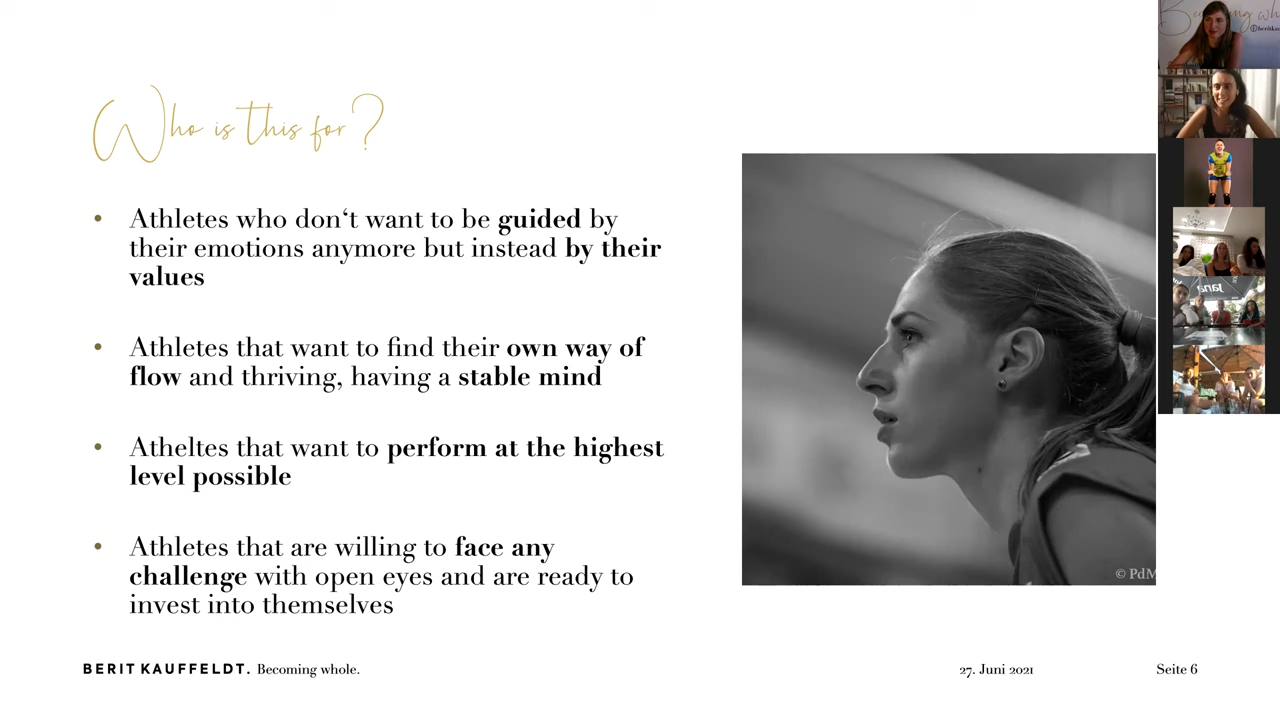 Who is this for?
• Athletes who don‘t want to be guided by
their emotions anymore but instead by their
values
• Athletes that want to find their own way of
flow and thriving, having a stable mind
• Atheltes that want to perform at the highest
level possible
• Athletes that are willing to face any
challenge with open eyes and are ready to
invest into themselves
© PdM
BERIT KAUFFELDT. Becoming whole.
27. Juni 2021
Seite 6
Jana